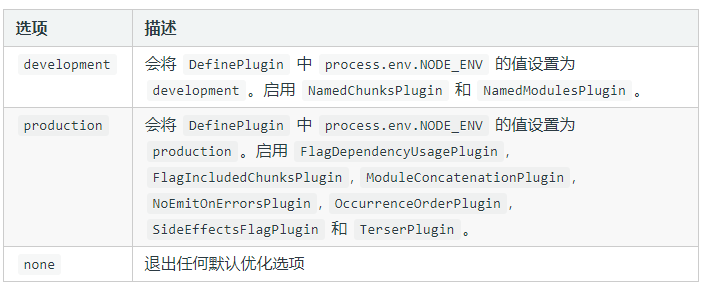 选项 描述
development 会将 DefinePlugin 中 process.env.NODE_ENV 的值设置为
development 。启用 NamedChunksPlugin 和 NamedModulesPlugin 。
production 会将 DefinePlugin 中 process.env.NODE_ENV 的值设置为
production 。启用 FlagDependencyUsagePlugin ,
FlagIncludedChunksPlugin , ModuleConcatenationPlugin ,
NoEmitOnErrorsPlugin , OccurrenceOrderPlugin ,
SideEffectsFlagPlugin 和 TerserPlugin 。
none 退出任何默认优化选项